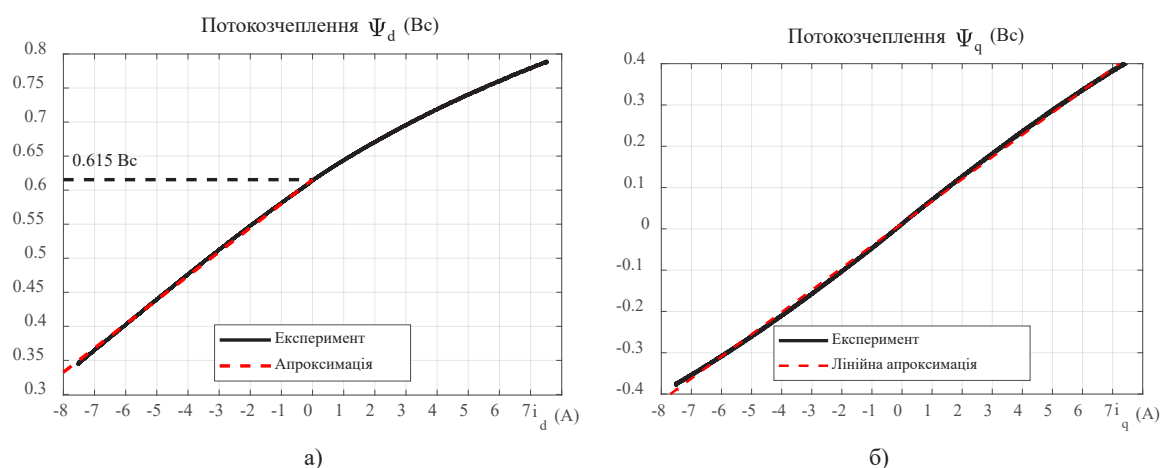 Потокозчеплення Ψd (Вс)
0.8
0.75
0.7
0.65
0.6
0.55
0.5
0.45
0.4
0.35
0.3
0.615 Вс
Експеримент
Апроксимація
-8 -7 -6 -5 -4 -3 -2 -1 0 1 2 3 4 5 6 7 id (А)
а)
Потокозчеплення Ψq (Вс)
0.4
0.3
0.2
0.1
0
-0.1
-0.2
-0.3
-0.4
Експеримент
Лінійна апроксимація
-8 -7 -6 -5 -4 -3 -2 -1 0 1 2 3 4 5 6 7 iq (А)
б)